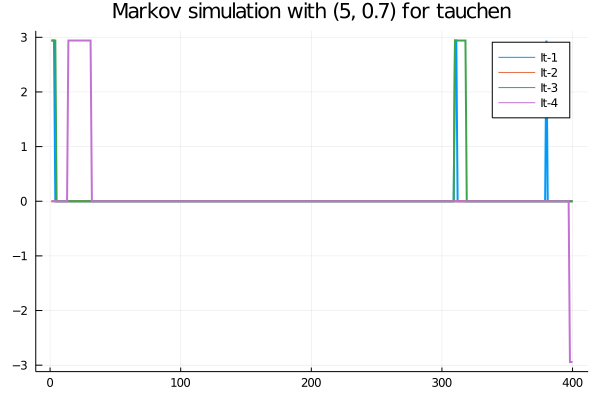 Markov simulation with (5, 0.7) for tauchen
3
2
1
0
−1
−2
−3
It-1
It-2
It-3
It-4
0 100 200 300 400